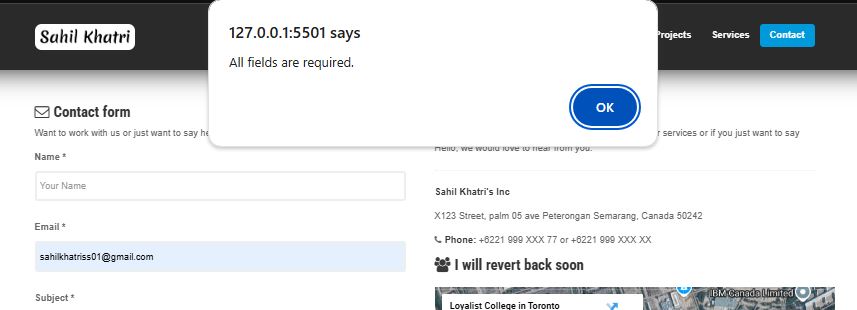 127.0.0.1:5501 says
All fields are required.
OK
Sahil Khatri
Projects
Services
Contact
Contact form
Want to work with us or just want to say
Name *
Your Name
Email *
sahilkhatriss01@gmail.com
Subject *
services or if you just want to say
Hello, we would love to hear from you.
Sahil Khatri's Inc
X123 Street, palm 05 ave Peterongan Semarang, Canada 50242
Phone: +6221 999 XXX 77 or +6221 999 XXX XX
I will revert back soon
IBM Canada Limited
Loyalist College in Toronto